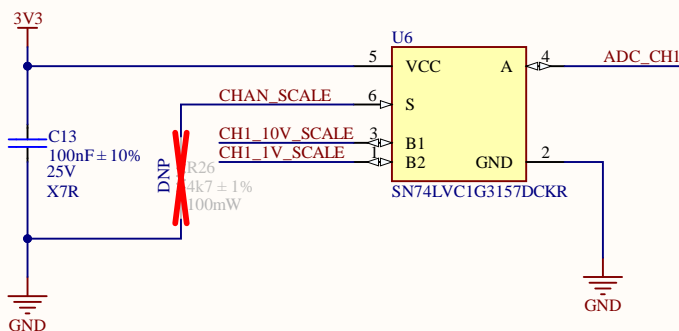 3V3
U6
5
VCC
A
4
ADC_CH1
CHAN_SCALE
6
S
C13
100nF ± 10%
25V
X7R
DNP
R26
4k7 ± 1%
100mW
CH1_10V_SCALE
3
B1
CH1_1V_SCALE
1
B2
GND
2
SN74LVC1G3157DCKR
GND
GND